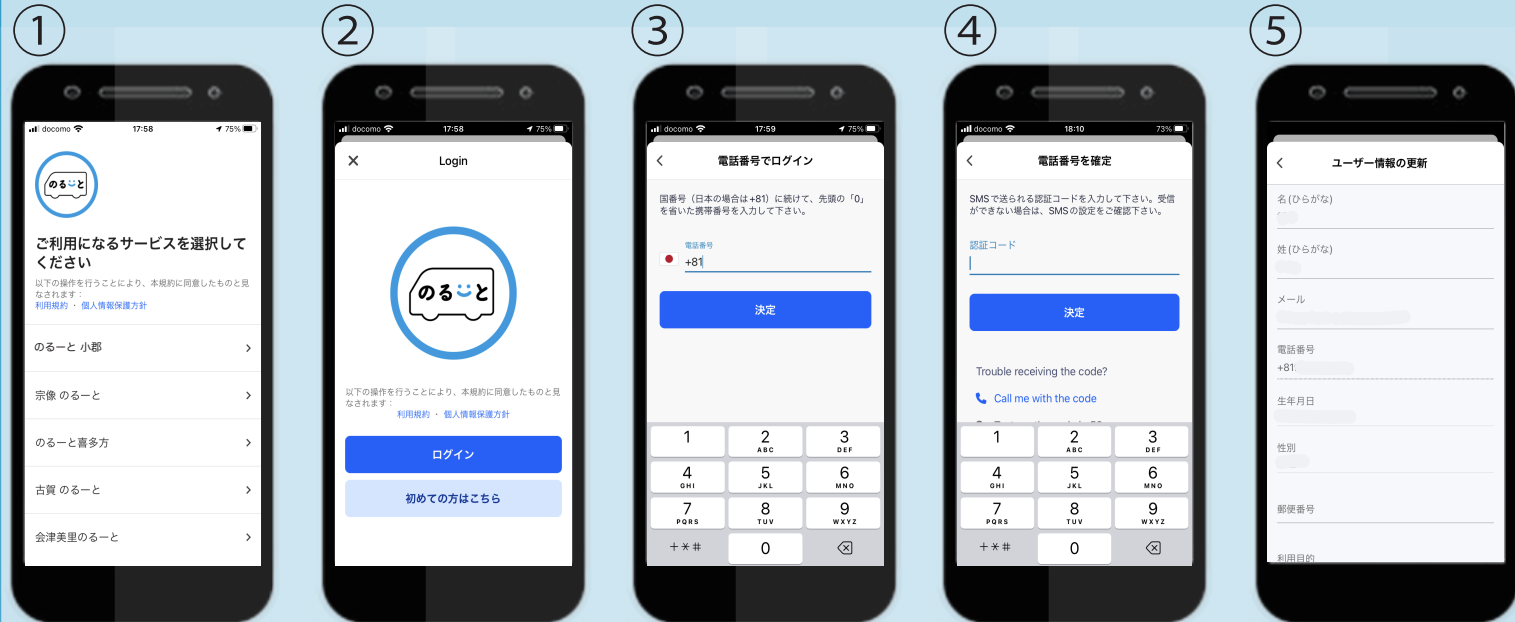 ①
docomo 17:58 75%
のるーと
ご利用になるサービスを選択して
ください
以下の操作を行うことにより、本規約に同意したものと見
なされます：
利用規約 ・ 個人情報保護方針
のるーと 小郡
宗像 のるーと
のるーと喜多方
古賀 のるーと
会津美里のるーと
②
docomo 17:58 75%
Login
のるーと
以下の操作を行うことにより、本規約に同意したものと見
なされます：
利用規約 ・ 個人情報保護方針
ログイン
初めての方はこちら
③
docomo 17:59 75%
電話番号でログイン
国番号（日本の場合は+81）に続けて、先頭の「0」
を省いた携帯番号を入力して下さい。
電話番号
+81
決定
1 2 3
ABC DEF
4 5 6
GHI JKL MNO
7 8 9
PQRS TUV WXYZ
+*# 0
④
docomo 18:10 73%
電話番号を確定
SMSで送られる認証コードを入力して下さい。受信
ができない場合は、SMSの設定をご確認下さい。
認証コード
決定
Trouble receiving the code?
Call me with the code
1 2 3
ABC DEF
4 5 6
GHI JKL MNO
7 8 9
PQRS TUV WXYZ
+*# 0
⑤
ユーザー情報の更新
名(ひらがな)
姓(ひらがな)
メール
電話番号
+81
生年月日
性別
郵便番号
利用目的